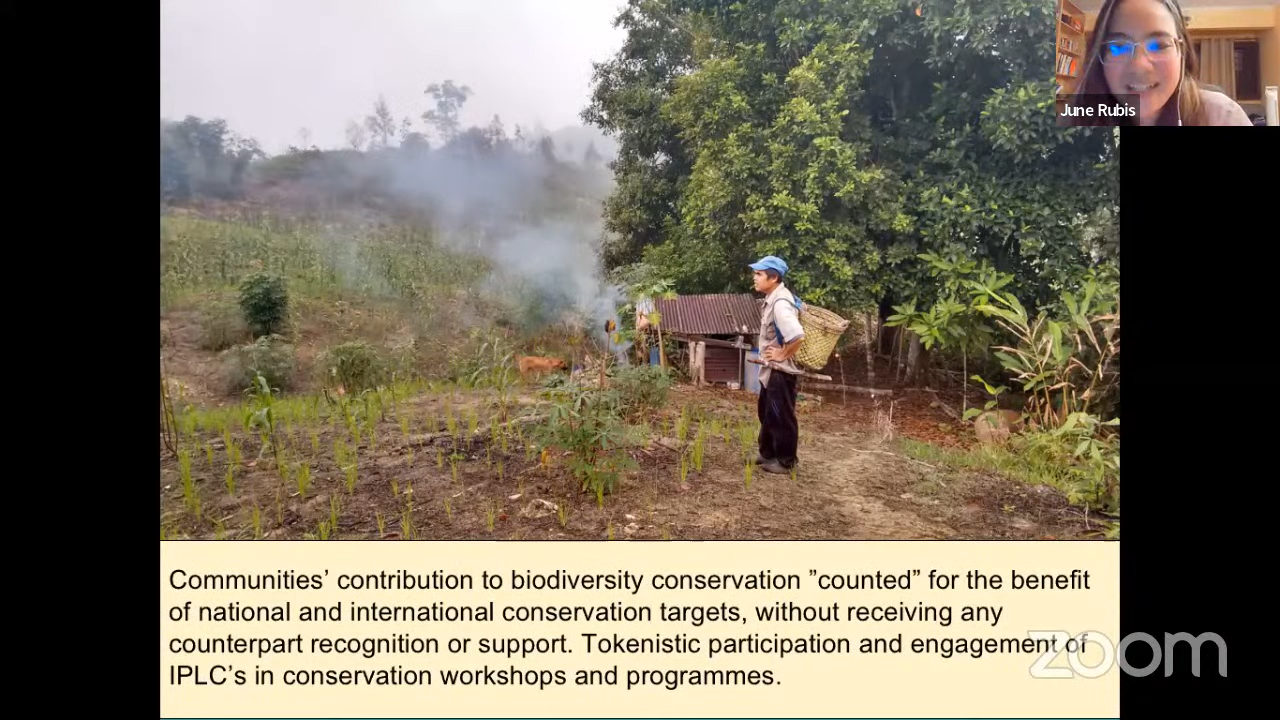 June Rubis
Communities’ contribution to biodiversity conservation ”counted” for the benefit
of national and international conservation targets, without receiving any
counterpart recognition or support. Tokenistic participation and engagement of
IPLC’s in conservation workshops and programmes.
zoom